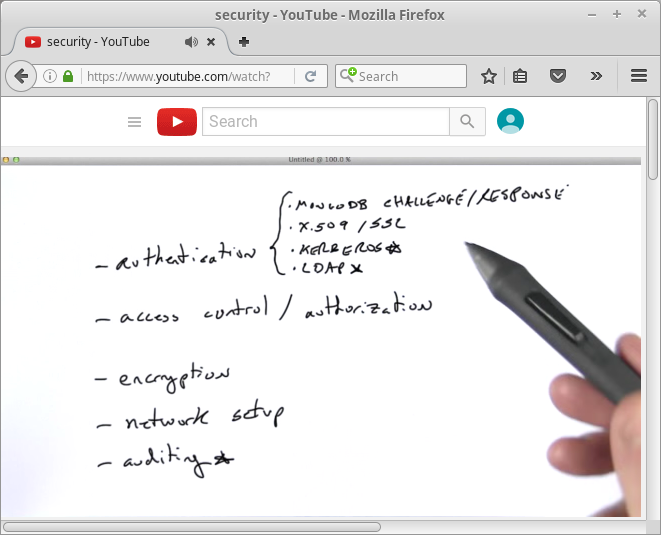 security - YouTube - Mozilla Firefox
security - YouTube
https://www.youtube.com/watch?
Search
Search
Untitled @ 100.0 %
· MONGODB CHALLENGE/RESPONSE
· X.509 / SSL
- authentication
· KERBEROS
· LDAP
- access control / authorization
- encryption
- network setup
- auditing